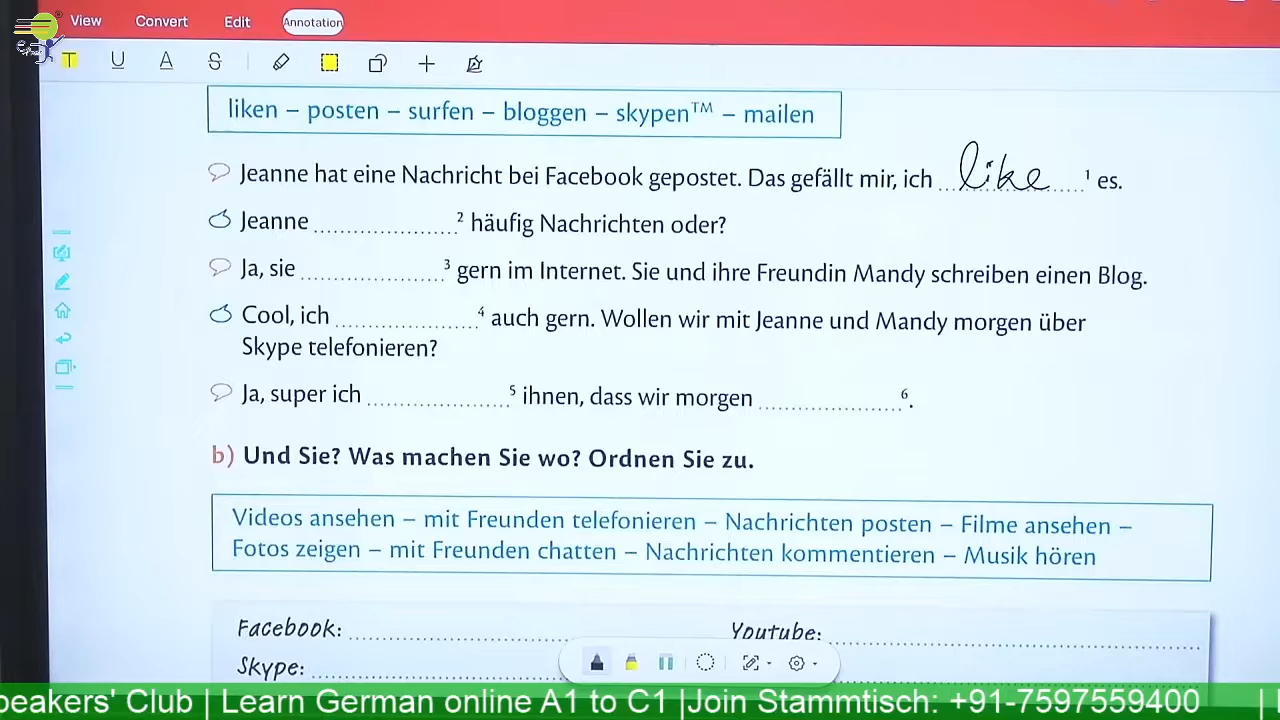 View Convert Edit Annotation
T U A S
liken – posten – surfen – bloggen – skypen™ – mailen
Jeanne hat eine Nachricht bei Facebook gepostet. Das gefällt mir, ich like ¹ es.
Jeanne ..................... ² häufig Nachrichten oder?
Ja, sie ..................... ³ gern im Internet. Sie und ihre Freundin Mandy schreiben einen Blog.
Cool, ich ..................... ⁴ auch gern. Wollen wir mit Jeanne und Mandy morgen über
Skype telefonieren?
Ja, super ich ..................... ⁵ ihnen, dass wir morgen ..................... ⁶.
b) Und Sie? Was machen Sie wo? Ordnen Sie zu.
Videos ansehen – mit Freunden telefonieren – Nachrichten posten – Filme ansehen –
Fotos zeigen – mit Freunden chatten – Nachrichten kommentieren – Musik hören
Facebook: ..................... Youtube: .....................
Skype: .....................
peakers' Club | Learn German online A1 to C1 |Join Stammtisch: +91-7597559400 |